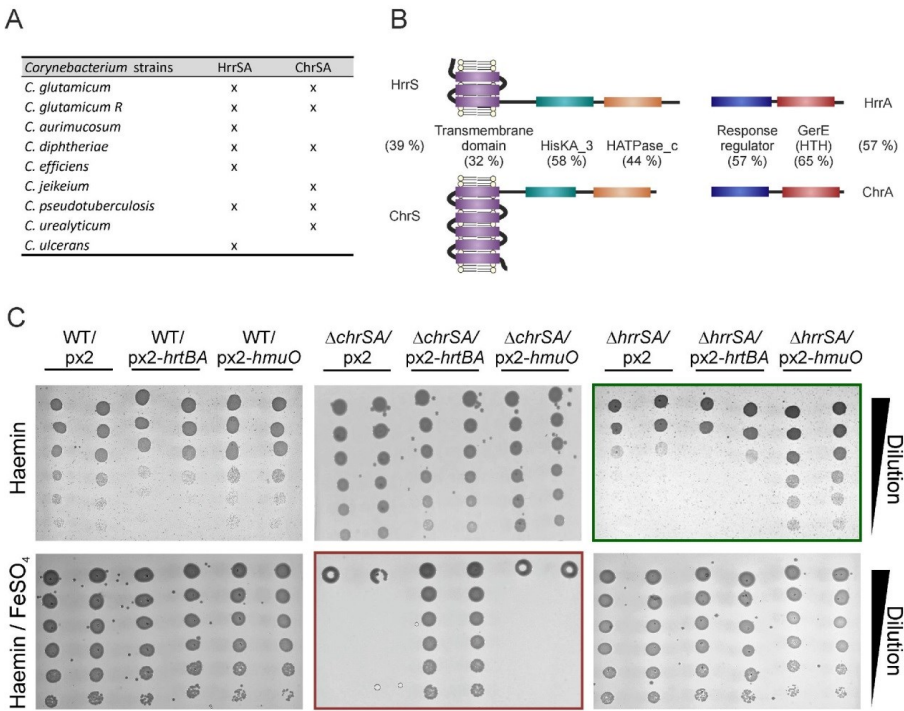 A
Corynebacterium strains HrrSA ChrSA
C. glutamicum x x
C. glutamicum R x x
C. aurimucosum x
C. diphtheriae x x
C. efficiens x
C. jeikeium x
C. pseudotuberculosis x x
C. urealyticum x
C. ulcerans x
B
HrrS HrrA
(39 %) Transmembrane domain (32 %) HisKA_3 (58 %) HATPase_c (44 %) Response regulator (57 %) GerE (HTH) (65 %) (57 %)
ChrS ChrA
C
WT/ WT/ WT/ ΔchrSA/ ΔchrSA/ ΔchrSA/ ΔhrrSA/ ΔhrrSA/ ΔhrrSA/
px2 px2-hrtBA px2-hmuO px2 px2-hrtBA px2-hmuO px2 px2-hrtBA px2-hmuO
Haemin
Dilution
Haemin / FeSO₄
Dilution